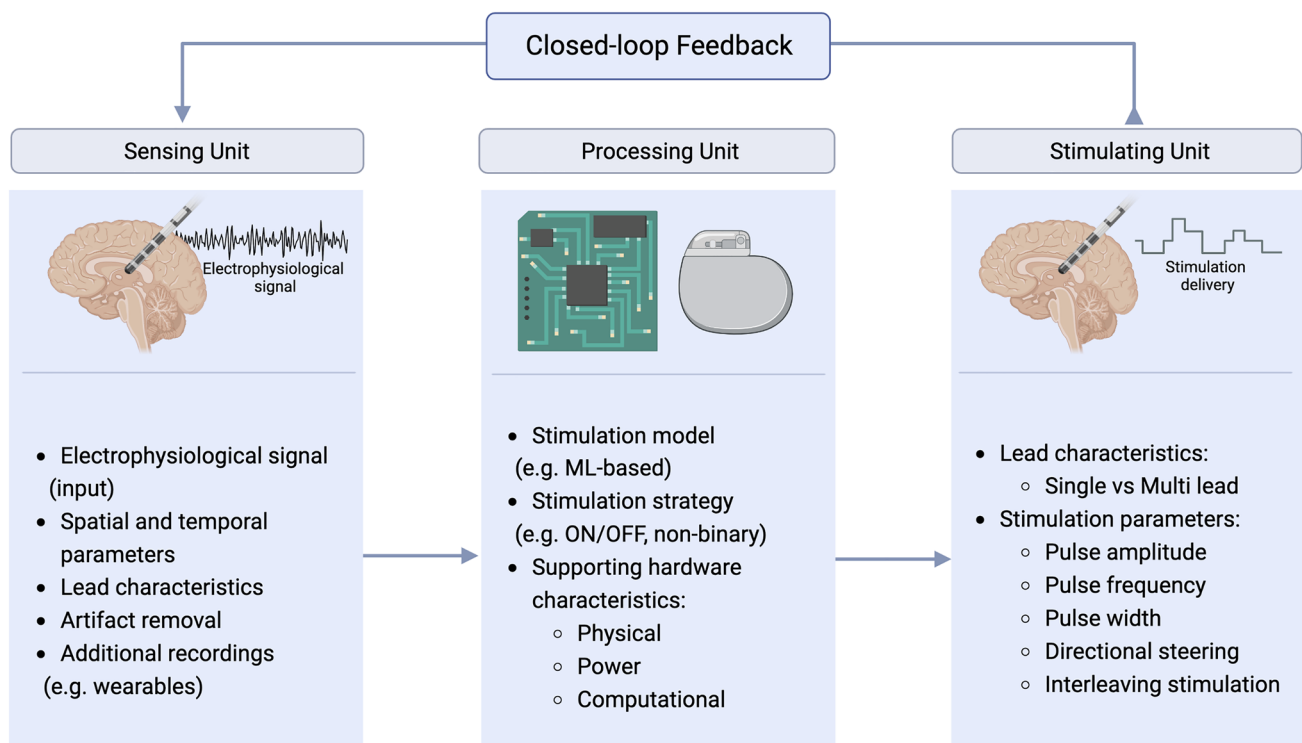 Closed-loop Feedback
Sensing Unit
Electrophysiological
signal
• Electrophysiological signal
(input)
• Spatial and temporal
parameters
• Lead characteristics
• Artifact removal
• Additional recordings
(e.g. wearables)
Processing Unit
• Stimulation model
(e.g. ML-based)
• Stimulation strategy
(e.g. ON/OFF, non-binary)
• Supporting hardware
characteristics:
○ Physical
○ Power
○ Computational
Stimulating Unit
Stimulation
delivery
• Lead characteristics:
○ Single vs Multi lead
• Stimulation parameters:
○ Pulse amplitude
○ Pulse frequency
○ Pulse width
○ Directional steering
○ Interleaving stimulation